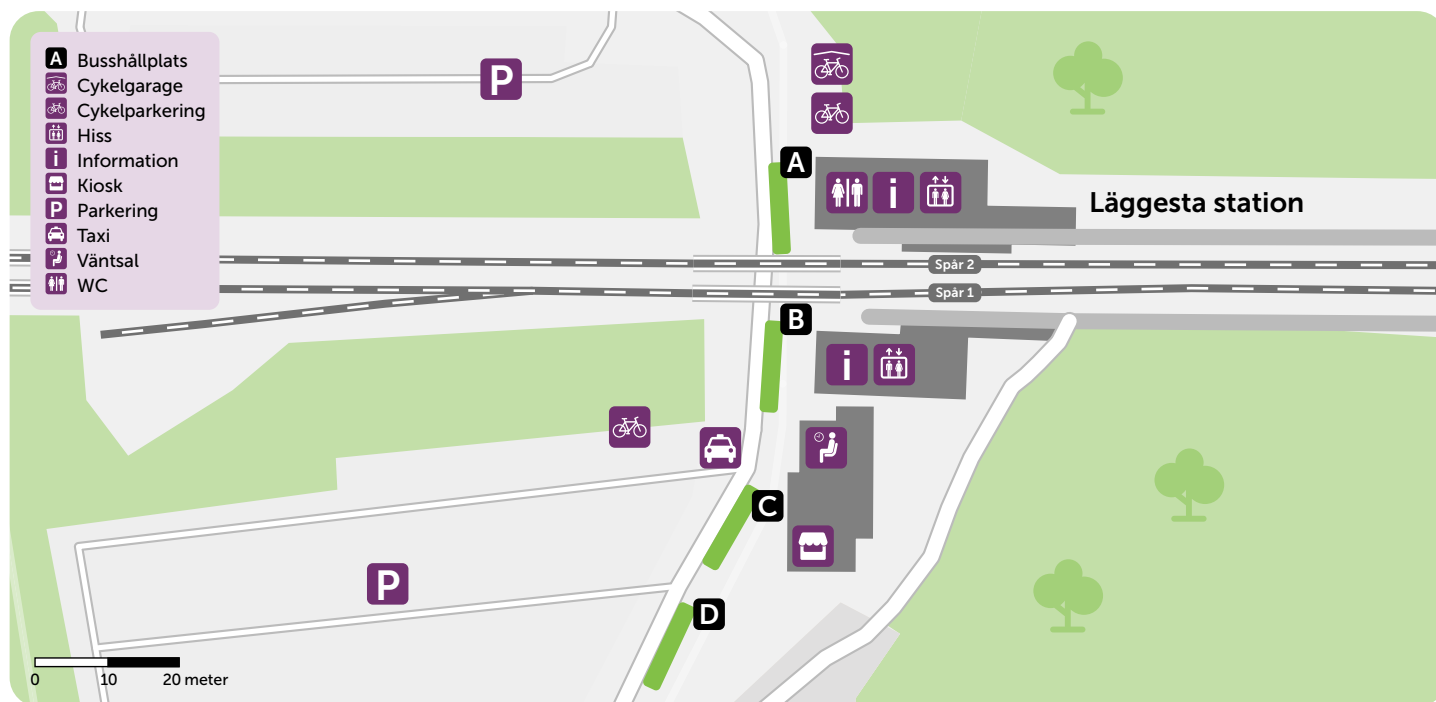 A Busshållplats
Cykelgarage
Cykelparkering
Hiss
i Information
Kiosk
P Parkering
Taxi
Väntsal
WC
P
A
i
Läggesta station
Spår 2
Spår 1
B
i
C
P
D
0 10 20 meter